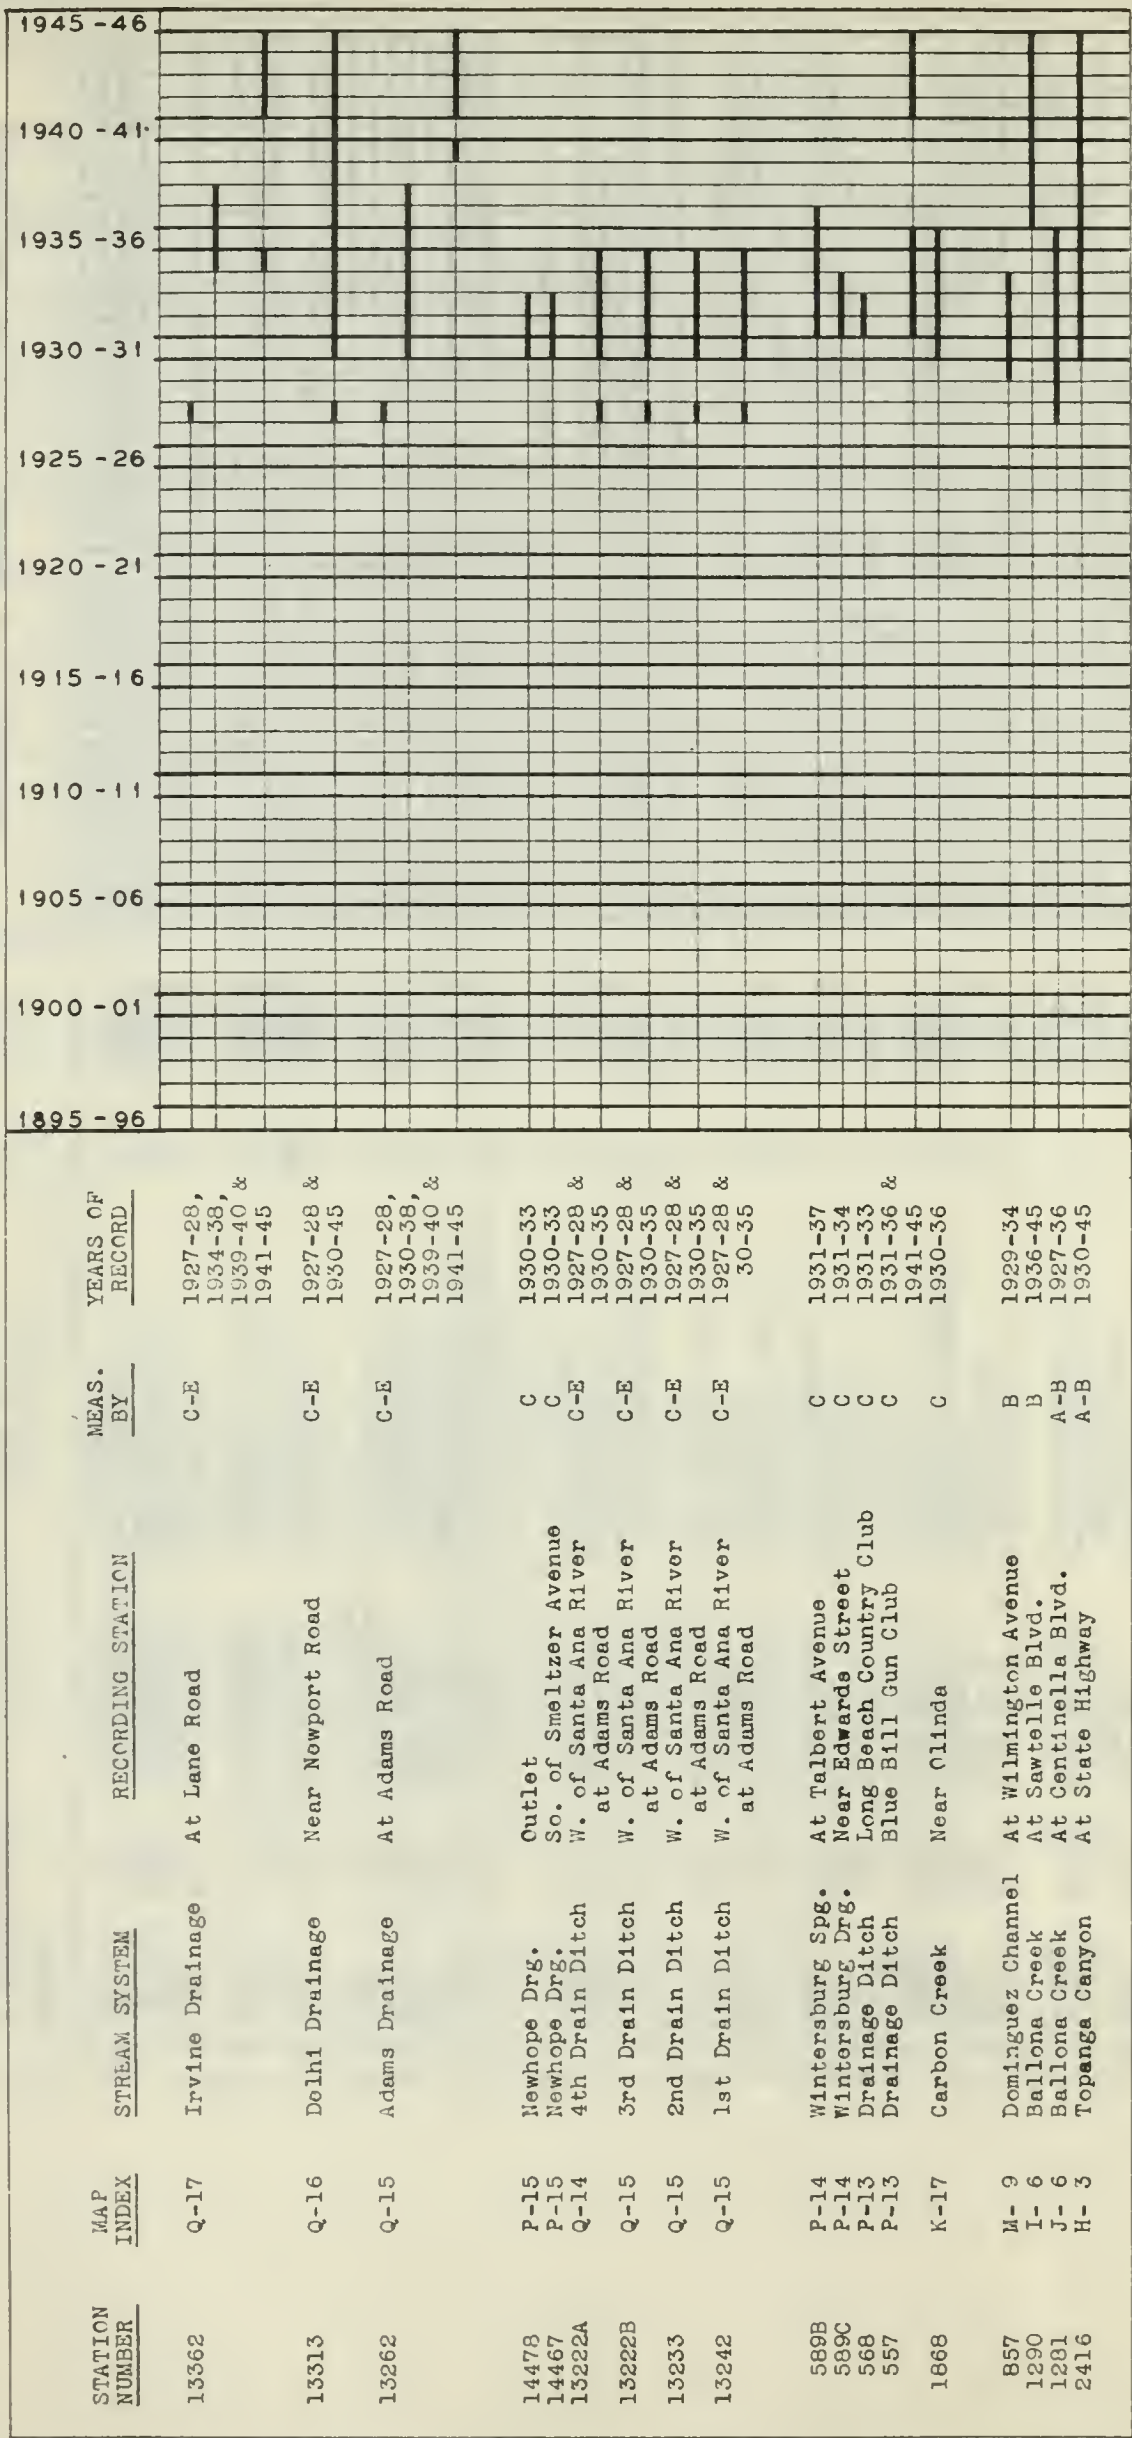 1945 - 46
1940 - 41
1935 - 36
1930 - 31
1925 - 26
1920 - 21
1915 - 16
1910 - 11
1905 - 06
1900 - 01
1895 - 96
STATION NUMBER MAP INDEX STREAM SYSTEM RECORDING STATION MEAS. BY YEARS OF RECORD
13362 Q-17 Irvine Drainage At Lane Road C-E 1927-28,
1934-38,
1939-40 &
1941-45
13313 Q-16 Dolhi Drainage Near Newport Road C-E 1927-28 &
1930-45
13262 Q-15 Adams Drainage At Adams Road C-E 1927-28,
1930-38,
1939-40 &
1941-45
14478 P-15 Newhope Drg. Outlet C 1930-33
14467 P-15 Newhope Drg. So. of Smeltzer Avenue C 1930-33
13222A Q-14 4th Drain Ditch W. of Santa Ana River C-E 1927-28 &
at Adams Road 1930-35
13222B Q-15 3rd Drain Ditch W. of Santa Ana River C-E 1927-28 &
at Adams Road 1930-35
13233 Q-15 2nd Drain Ditch W. of Santa Ana River C-E 1927-28 &
at Adams Road 1930-35
13242 Q-15 1st Drain Ditch W. of Santa Ana River C-E 1927-28 &
at Adams Road 30-35
589B P-14 Wintersburg Spg. At Talbert Avenue C 1931-37
589C P-14 Wintersburg Drg. Near Edwards Street C 1931-34
568 P-13 Drainage Ditch Long Beach Country Club C 1931-33
557 P-13 Drainage Ditch Blue Bill Gun Club C 1931-36 &
1941-45
1868 K-17 Carbon Creek Near Olinda C 1930-36
857 M- 9 Dominguez Channel At Wilmington Avenue B 1929-34
1290 I- 6 Ballona Creek At Sawtelle Blvd. B 1936-45
1281 J- 6 Ballona Creek At Centinella Blvd. A-B 1927-36
2416 H- 3 Topanga Canyon At State Highway A-B 1930-45